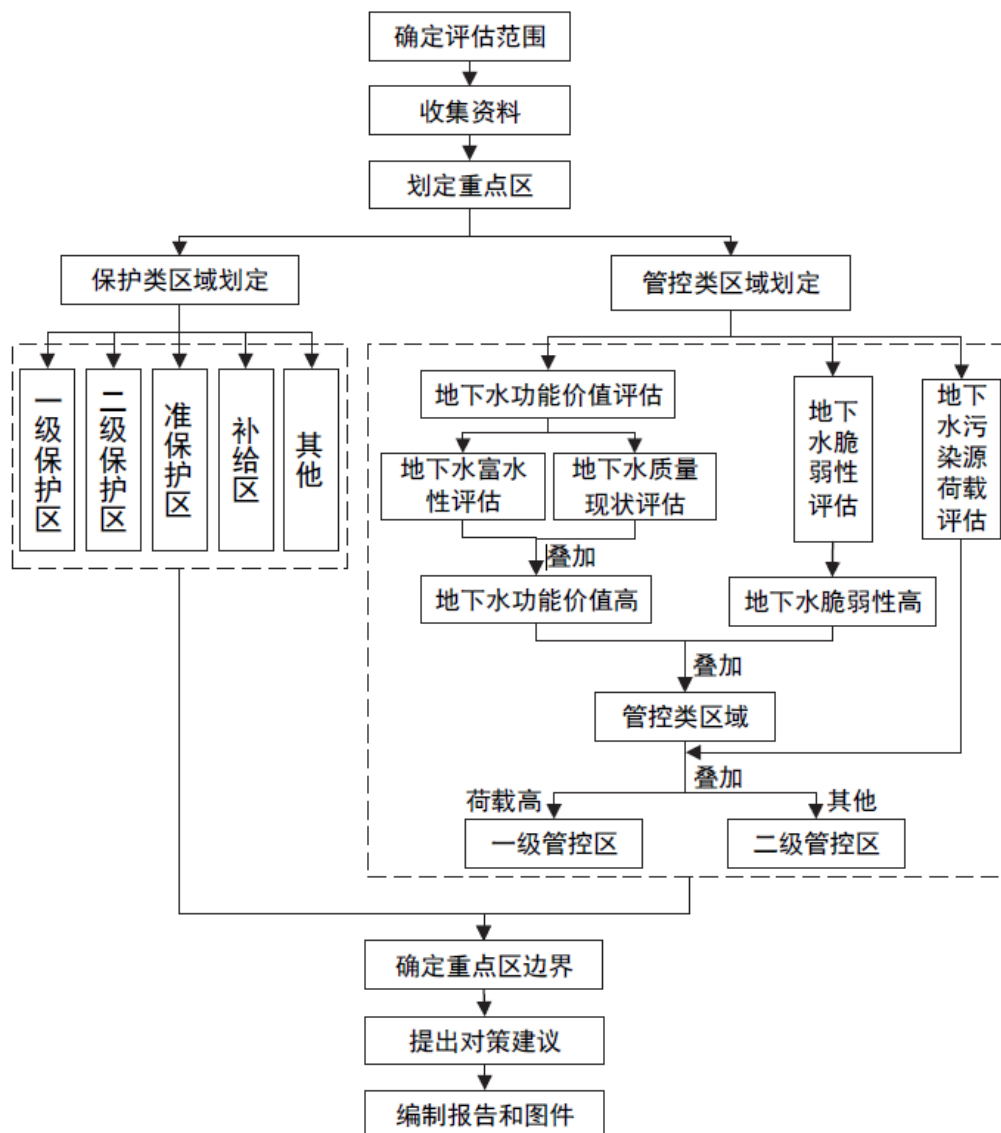 确定评估范围
收集资料
划定重点区
保护类区域划定
管控类区域划定
一级保护区
二级保护区
准保护区
补给区
其他
地下水功能价值评估
地下水富水
性评估
地下水质量
现状评估
叠加
地下水功能价值高
地下
水脆
弱性
评估
地下水脆弱性高
地下
水污
染源
荷载
评估
叠加
管控类区域
叠加
荷载高
其他
一级管控区
二级管控区
确定重点区边界
提出对策建议
编制报告和图件